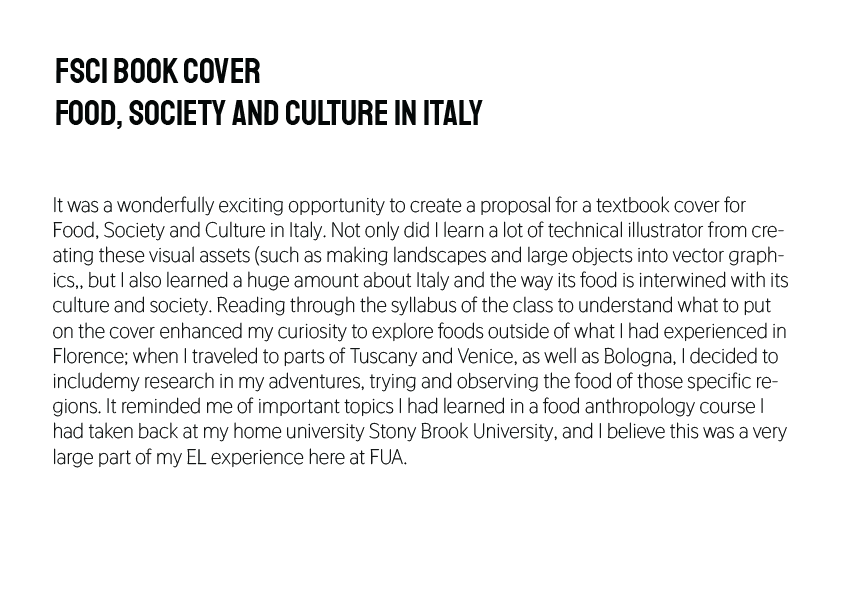 FSCI BOOK COVER
FOOD, SOCIETY AND CULTURE IN ITALY
It was a wonderfully exciting opportunity to create a proposal for a textbook cover for
Food, Society and Culture in Italy. Not only did I learn a lot of technical illustrator from cre-
ating these visual assets (such as making landscapes and large objects into vector graph-
ics,, but I also learned a huge amount about Italy and the way its food is interwined with its
culture and society. Reading through the syllabus of the class to understand what to put
on the cover enhanced my curiosity to explore foods outside of what I had experienced in
Florence; when I traveled to parts of Tuscany and Venice, as well as Bologna, I decided to
includemy research in my adventures, trying and observing the food of those specific re-
gions. It reminded me of important topics I had learned in a food anthropology course I
had taken back at my home university Stony Brook University, and I believe this was a very
large part of my EL experience here at FUA.